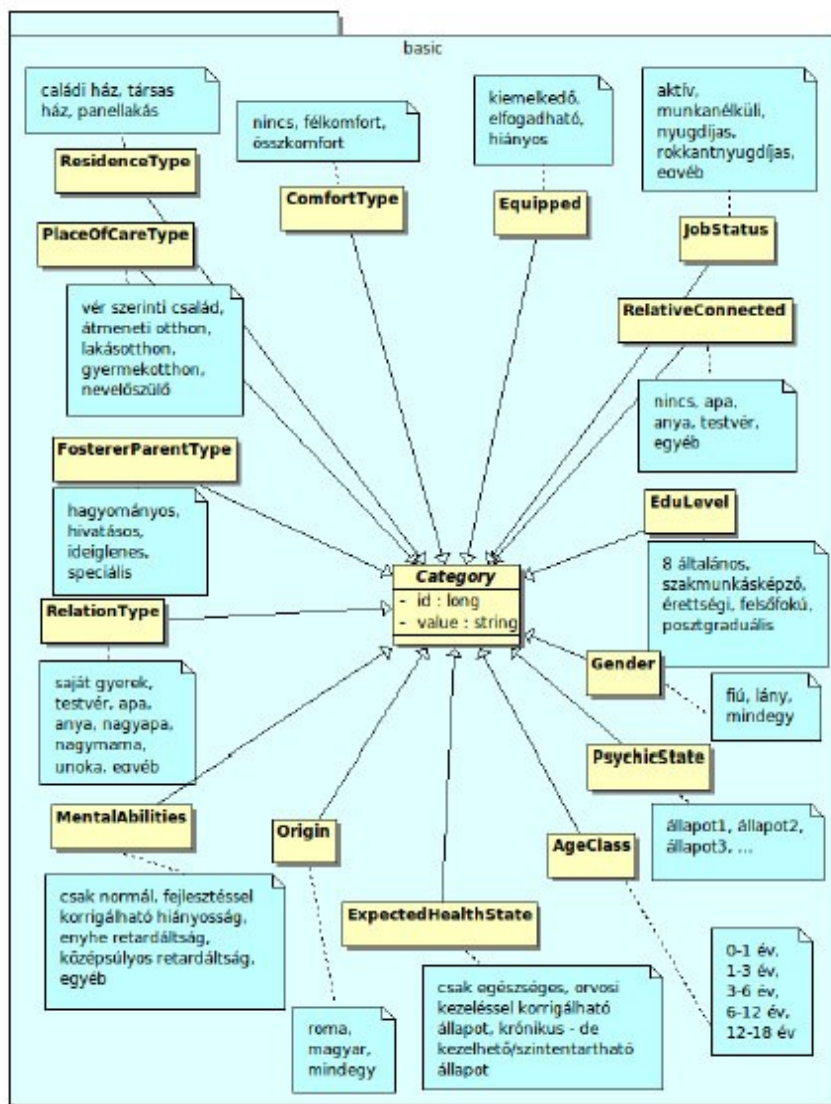 basic
caládi ház, társas
ház, panellakás
ResidenceType
nincs, félkomfort,
összkomfort
ComfortType
kiemelkedő,
elfogadható,
hiányos
Equipped
aktív,
munkanélküli,
nyugdíjas,
rokkantnyugdíjas,
egyéb
JobStatus
PlaceOfCareType
vér szerinti család,
átmeneti otthon,
lakásotthon,
gyermekotthon,
nevelőszülő
RelativeConnected
nincs, apa,
anya, testvér,
egyéb
FostererParentType
hagyományos,
hivatásos,
ideiglenes,
speciális
EduLevel
8 általános,
szakmunkásképző,
érettségi, felsőfokú,
posztgraduális
Category
- id : long
- value : string
RelationType
saját gyerek,
testvér, apa,
anya, nagyapa,
nagymama,
unoka, egyéb
Gender
fiú, lány,
mindegy
PsychicState
állapot1, állapot2,
állapot3, ...
MentalAbilities
csak normál, fejlesztéssel
korrigálható hiányosság,
enyhe retardáltság,
középsúlyos retardáltság,
egyéb
Origin
roma,
magyar,
mindegy
ExpectedHealthState
csak egészséges, orvosi
kezeléssel korrigálható
állapot, krónikus - de
kezelhető/szintentartható
állapot
AgeClass
0-1 év,
1-3 év,
3-6 év,
6-12 év,
12-18 év